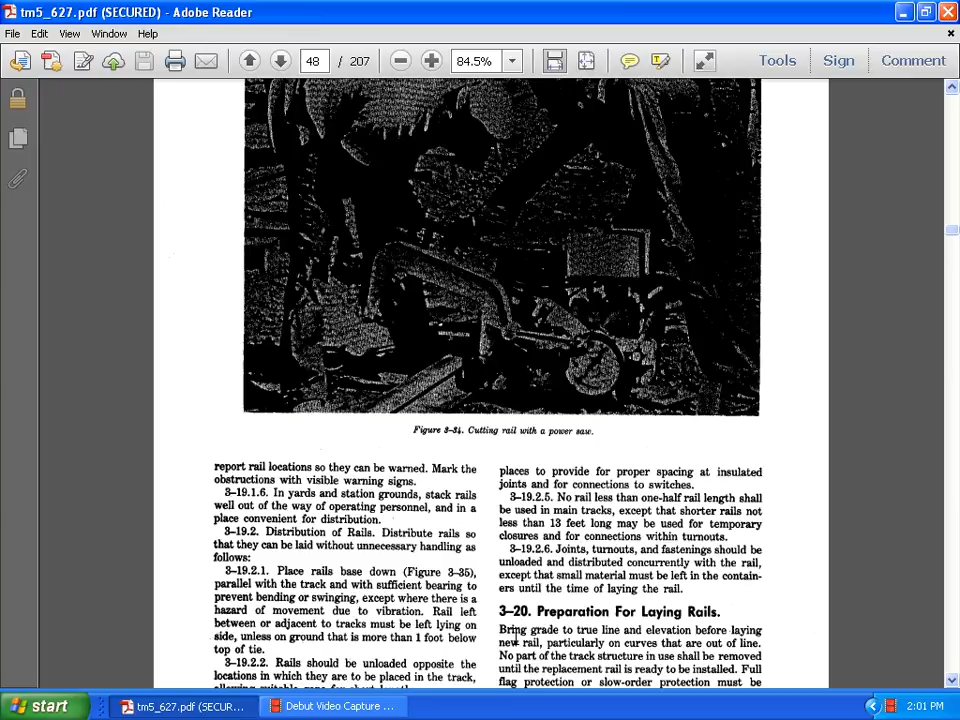 tm5_627.pdf (SECURED) - Adobe Reader
File Edit View Window Help
48 / 207 84.5% Tools Sign Comment
Figure 3-34. Cutting rail with a power saw.
report rail locations so they can be warned. Mark the
obstructions with visible warning signs.
3-19.1.6. In yards and station grounds, stack rails
well out of the way of operating personnel, and in a
place convenient for distribution.
3-19.2. Distribution of Rails. Distribute rails so
that they can be laid without unnecessary handling as
follows:
3-19.2.1. Place rails base down (Figure 3-35),
parallel with the track and with sufficient bearing to
prevent bending or swinging, except where there is a
hazard of movement due to vibration. Rail left
between or adjacent to tracks must be left lying on
side, unless on ground that is more than 1 foot below
top of tie.
3-19.2.2. Rails should be unloaded opposite the
locations in which they are to be placed in the track,
places to provide for proper spacing at insulated
joints and for connections to switches.
3-19.2.5. No rail less than one-half rail length shall
be used in main tracks, except that shorter rails not
less than 13 feet long may be used for temporary
closures and for connections within turnouts.
3-19.2.6. Joints, turnouts, and fastenings should be
unloaded and distributed concurrently with the rail,
except that small material must be left in the contain-
ers until the time of laying the rail.
3-20. Preparation For Laying Rails.
Bring grade to true line and elevation before laying
new rail, particularly on curves that are out of line.
No part of the track structure in use shall be removed
until the replacement rail is ready to be installed. Full
flag protection or slow-order protection must be
start tm5_627.pdf (SECUR... Debut Video Capture ... 2:01 PM